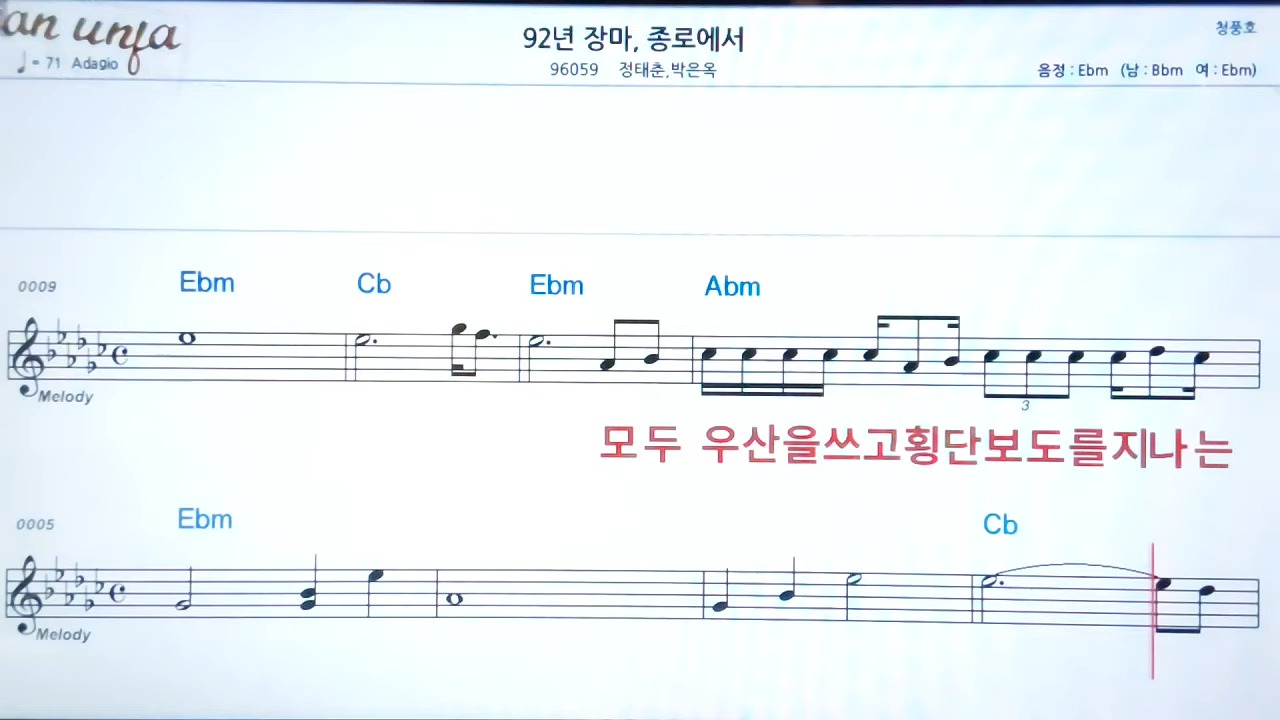 92년 장마, 종로에서
청풍호
♩= 71 Adagio
96059 정태춘,박은옥
음정 : Ebm (남 : Bbm 여 : Ebm)
0009 Ebm Cb Ebm Abm
Melody
3
모두 우산을쓰고횡단보도를지나는
0005 Ebm Cb
Melody